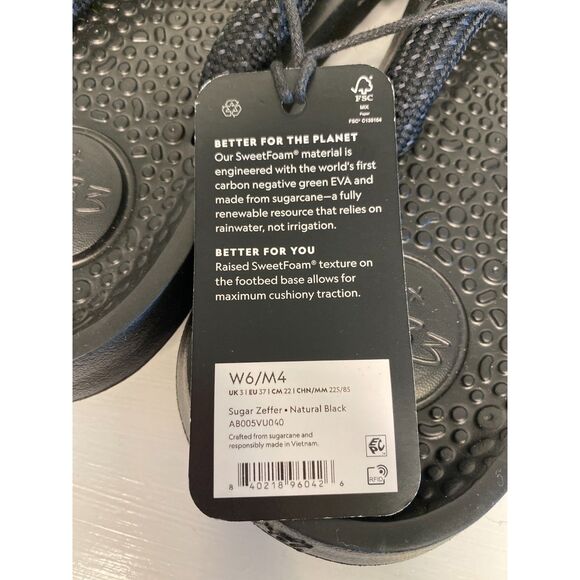 FSC
MIX
Paper
FSC® C135164
BETTER FOR THE PLANET
Our SweetFoam® material is
engineered with the world's first
carbon negative green EVA and
made from sugarcane—a fully
renewable resource that relies on
rainwater, not irrigation.
BETTER FOR YOU
Raised SweetFoam® texture on
the footbed base allows for
maximum cushiony traction.
W6/M4
UK 3 | EU 37 | CM 22 | CHN/MM 225/85
Sugar Zeffer • Natural Black
AB005VU040
Crafted from sugarcane and
responsibly made in Vietnam.
8 40218 96042 6
RFID